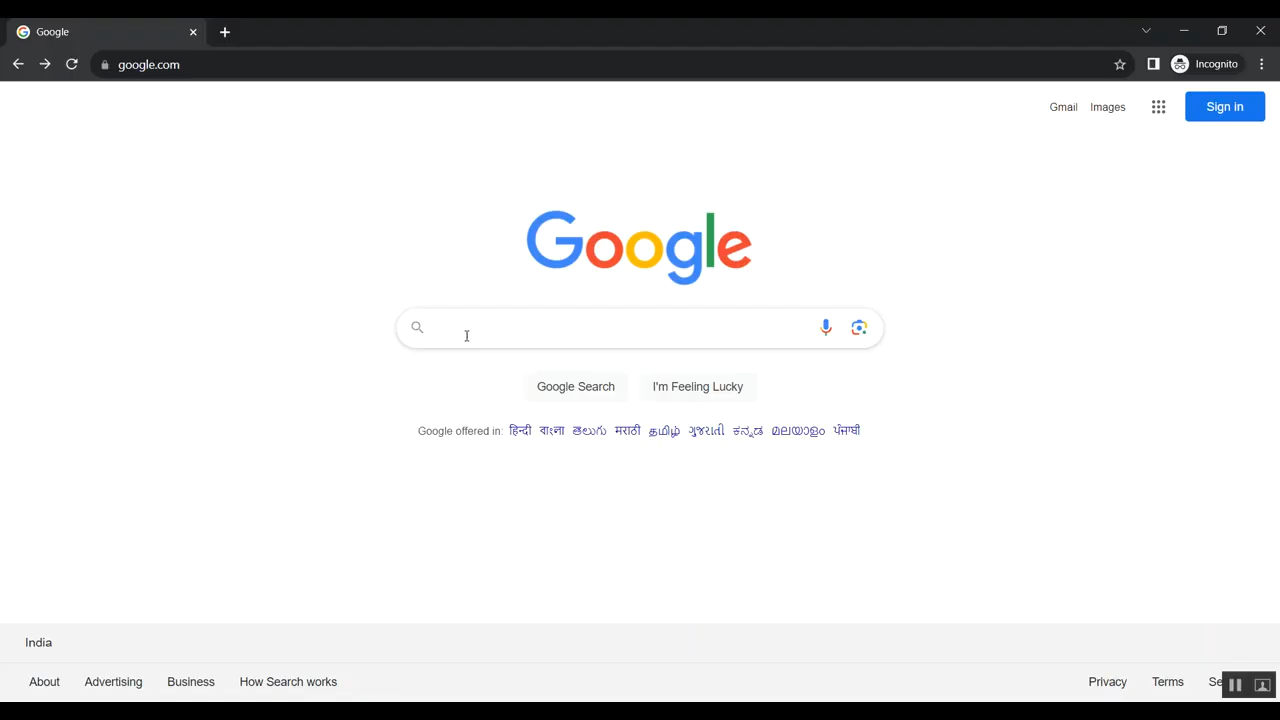 Google
google.com
Incognito
Gmail Images Sign in
Google
Google Search I'm Feeling Lucky
Google offered in: हिन्दी বাংলা తెలుగు मराठी தமிழ் ગુજરાતી ಕನ್ನಡ മലയാളം ਪੰਜਾਬੀ
India
About Advertising Business How Search works Privacy Terms Se